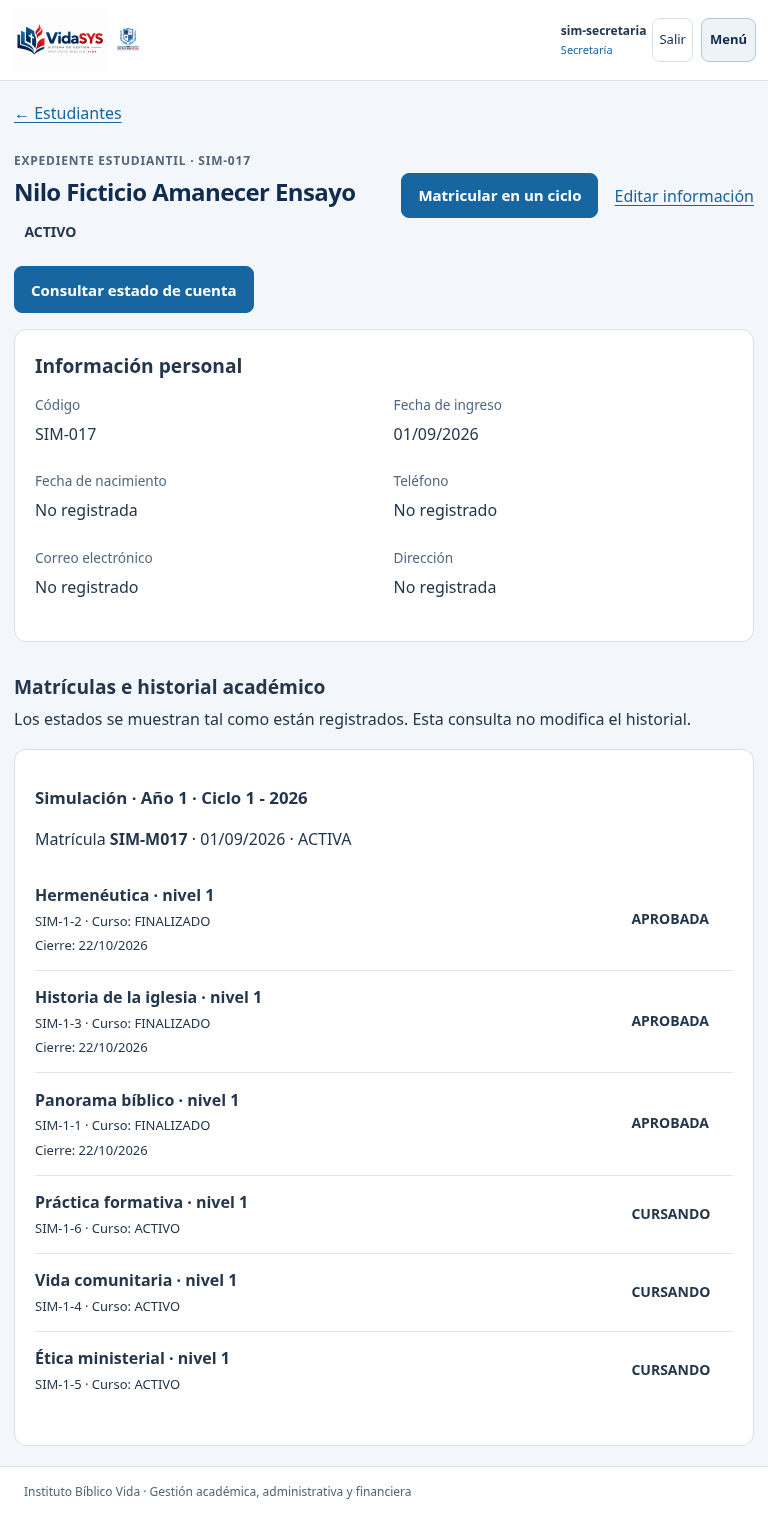 VidaSYS
sim-secretaria
Secretaría
Salir
Menú
← Estudiantes
EXPEDIENTE ESTUDIANTIL · SIM-017
Nilo Ficticio Amanecer Ensayo
ACTIVO
Matricular en un ciclo
Editar información
Consultar estado de cuenta
Información personal
Código
SIM-017
Fecha de ingreso
01/09/2026
Fecha de nacimiento
No registrada
Teléfono
No registrado
Correo electrónico
No registrado
Dirección
No registrada
Matrículas e historial académico
Los estados se muestran tal como están registrados. Esta consulta no modifica el historial.
Simulación · Año 1 · Ciclo 1 - 2026
Matrícula SIM-M017 · 01/09/2026 · ACTIVA
Hermenéutica · nivel 1
SIM-1-2 · Curso: FINALIZADO
Cierre: 22/10/2026
APROBADA
Historia de la iglesia · nivel 1
SIM-1-3 · Curso: FINALIZADO
Cierre: 22/10/2026
APROBADA
Panorama bíblico · nivel 1
SIM-1-1 · Curso: FINALIZADO
Cierre: 22/10/2026
APROBADA
Práctica formativa · nivel 1
SIM-1-6 · Curso: ACTIVO
CURSANDO
Vida comunitaria · nivel 1
SIM-1-4 · Curso: ACTIVO
CURSANDO
Ética ministerial · nivel 1
SIM-1-5 · Curso: ACTIVO
CURSANDO
Instituto Bíblico Vida · Gestión académica, administrativa y financiera